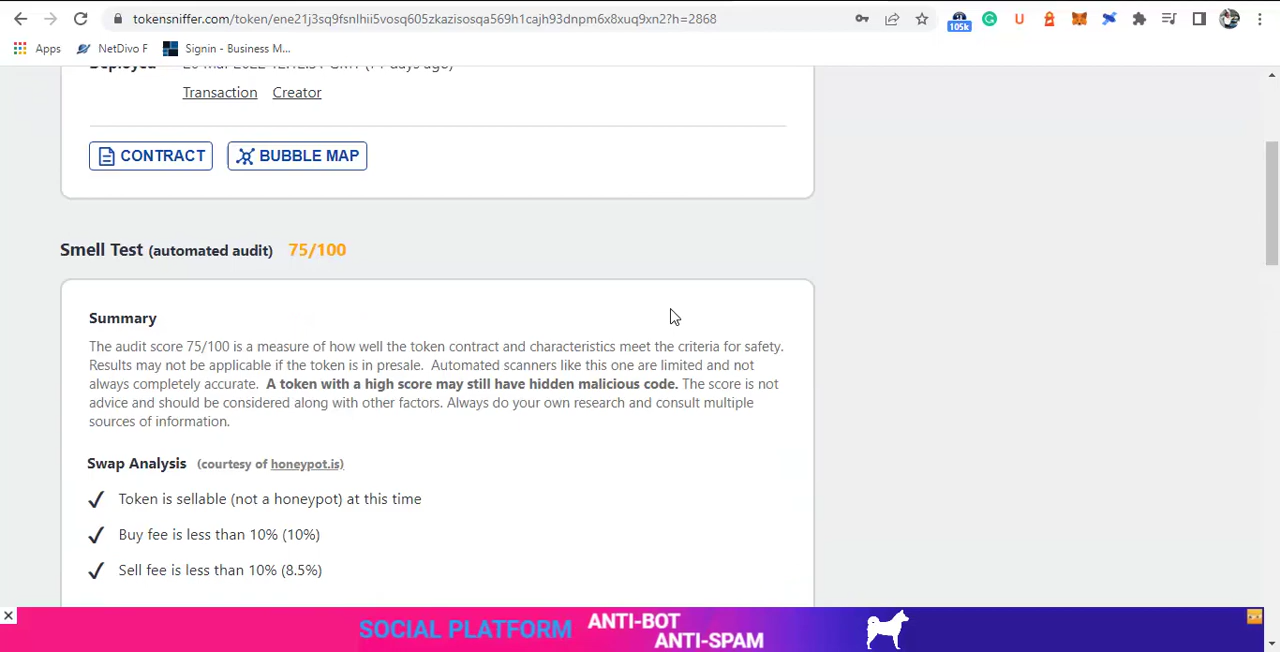 tokensniffer.com/token/ene21j3sq9fsnlhii5vosq605zkazisosqa569h1cajh93dnpm6x8xuq9xn2?h=2868
105k
Apps NetDivo F Signin - Business M...
Deployed
Transaction Creator
CONTRACT BUBBLE MAP
Smell Test (automated audit) 75/100
Summary
The audit score 75/100 is a measure of how well the token contract and characteristics meet the criteria for safety.
Results may not be applicable if the token is in presale. Automated scanners like this one are limited and not
always completely accurate. A token with a high score may still have hidden malicious code. The score is not
advice and should be considered along with other factors. Always do your own research and consult multiple
sources of information.
Swap Analysis (courtesy of honeypot.is)
Token is sellable (not a honeypot) at this time
Buy fee is less than 10% (10%)
Sell fee is less than 10% (8.5%)
SOCIAL PLATFORM ANTI-BOT
ANTI-SPAM